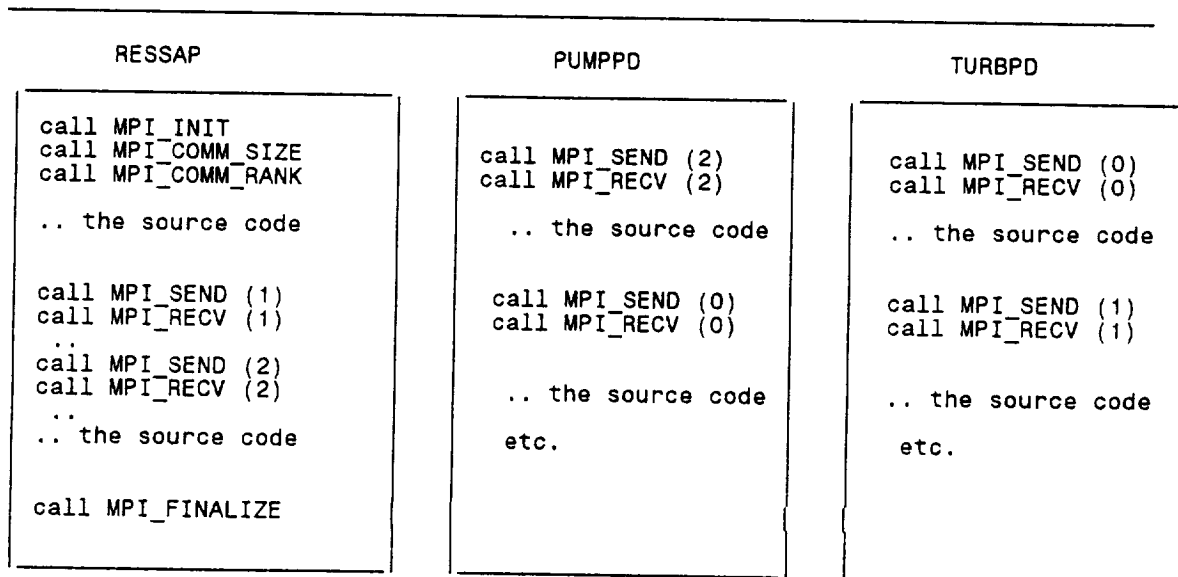 RESSAP
call MPI_INIT
call MPI_COMM_SIZE
call MPI_COMM_RANK
.. the source code
call MPI_SEND (1)
call MPI_RECV (1)
..
call MPI_SEND (2)
call MPI_RECV (2)
..
.. the source code
call MPI_FINALIZE
PUMPPD
call MPI_SEND (2)
call MPI_RECV (2)
.. the source code
call MPI_SEND (0)
call MPI_RECV (0)
.. the source code
etc.
TURBPD
call MPI_SEND (0)
call MPI_RECV (0)
.. the source code
call MPI_SEND (1)
call MPI_RECV (1)
.. the source code
etc.